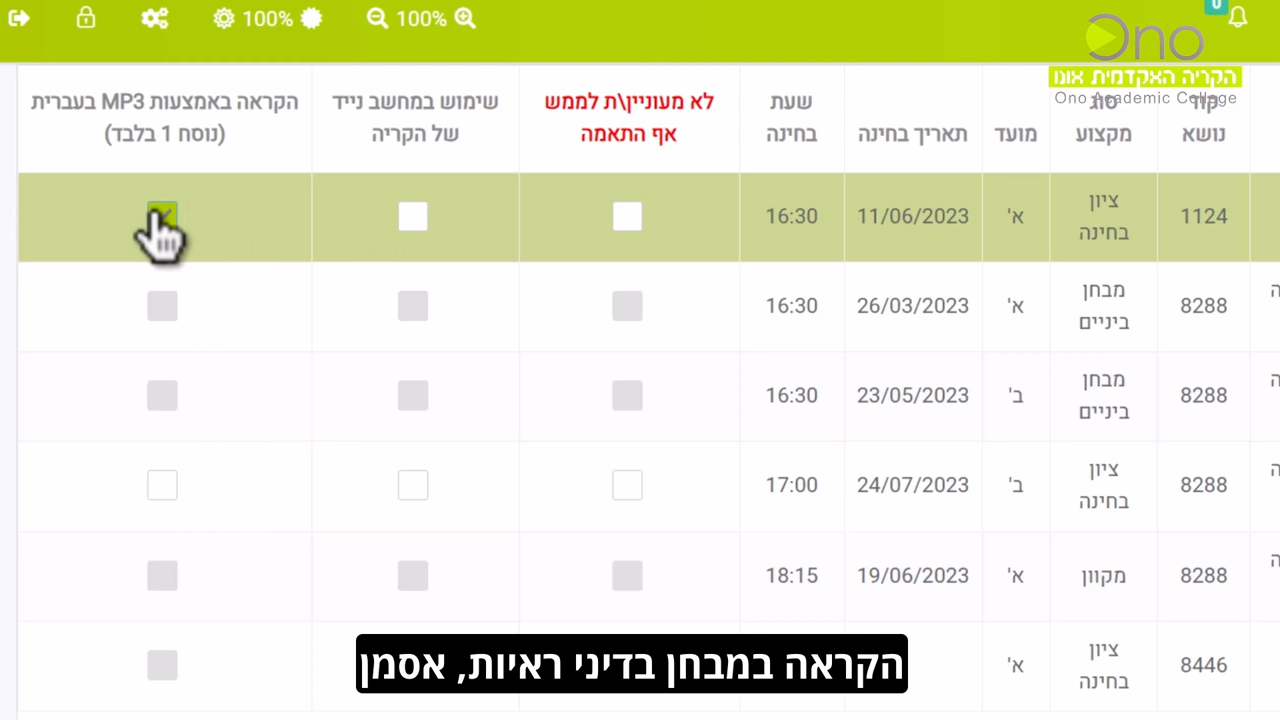 100% 100% 0
Ono
הקריה האקדמית אונו
Ono Academic College
קוד נושא
סוג מקצוע
מועד
תאריך בחינה
שעת בחינה
לא מעוניין\ת לממש אף התאמה
שימוש במחשב נייד של הקריה
הקראה באמצעות MP3 בעברית (נוסח 1 בלבד)
1124 ציון בחינה א' 11/06/2023 16:30
ה 8288 מבחן ביניים א' 26/03/2023 16:30
ה 8288 מבחן ביניים ב' 23/05/2023 16:30
ה 8288 ציון בחינה ב' 24/07/2023 17:00
ה 8288 מקוון א' 19/06/2023 18:15
8446 ציון בחינה א'
הקראה במבחן בדיני ראיות, אסמן